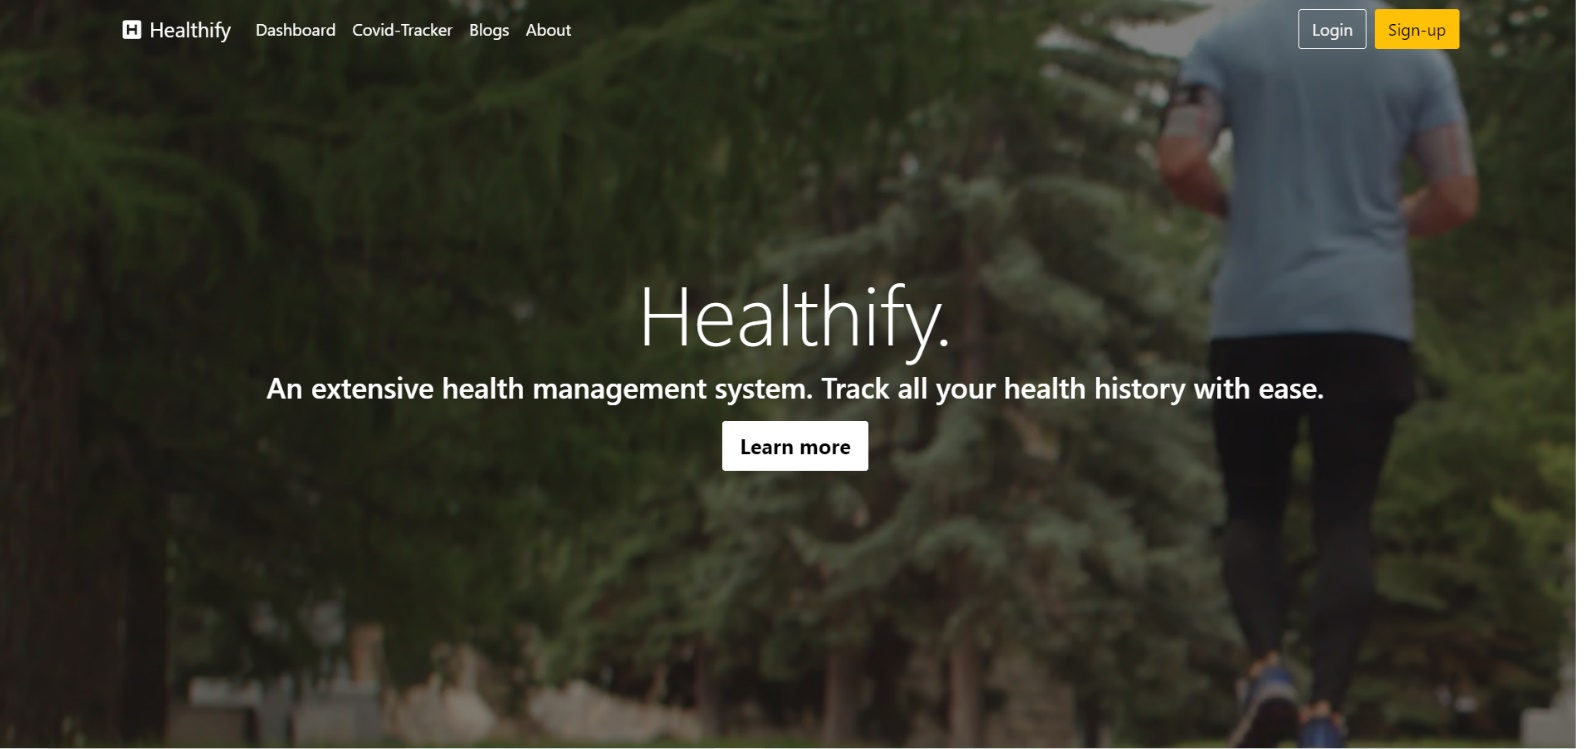 Healthify Dashboard Covid-Tracker Blogs About Login Sign-up
Healthify.
An extensive health management system. Track all your health history with ease.
Learn more